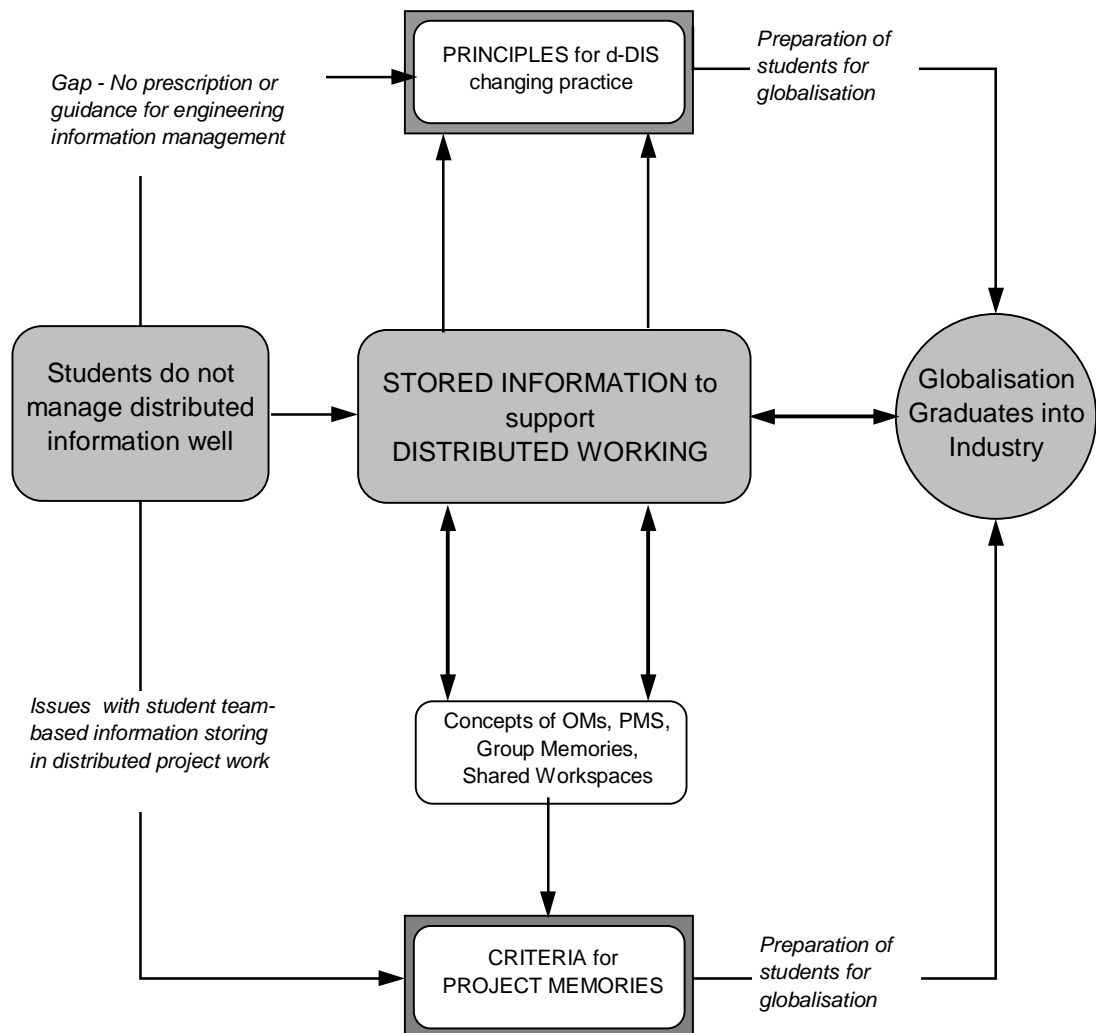 PRINCIPLES for d-DIS
changing practice
Preparation of
students for
globalisation
Gap - No prescription or
guidance for engineering
information management
Students do not
manage distributed
information well
STORED INFORMATION to
support
DISTRIBUTED WORKING
Globalisation
Graduates into
Industry
Issues with student team-
based information storing
in distributed project work
Concepts of OMs, PMS,
Group Memories,
Shared Workspaces
CRITERIA for
PROJECT MEMORIES
Preparation of
students for
globalisation